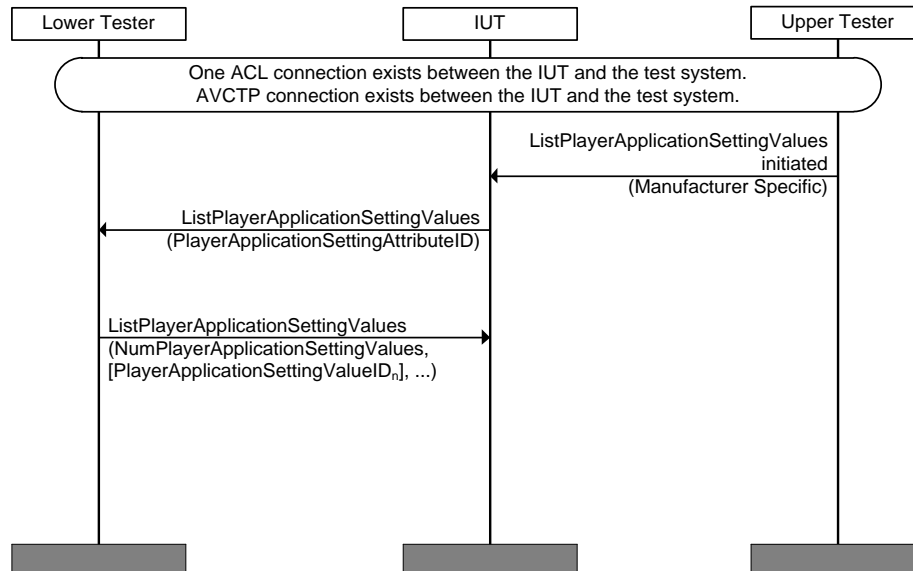 Lower Tester
IUT
Upper Tester
One ACL connection exists between the IUT and the test system.
AVCTP connection exists between the IUT and the test system.
ListPlayerApplicationSettingValues
initiated
(Manufacturer Specific)
ListPlayerApplicationSettingValues
(PlayerApplicationSettingAttributeID)
ListPlayerApplicationSettingValues
(NumPlayerApplicationSettingValues,
[PlayerApplicationSettingValueIDₙ], ...)